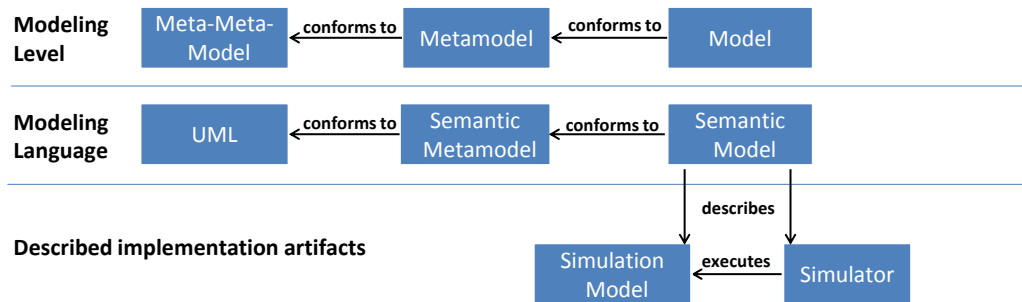 Modeling
Level
Meta-Meta-
Model
conforms to
Metamodel
conforms to
Model
Modeling
Language
UML
conforms to
Semantic
Metamodel
conforms to
Semantic
Model
describes
Described implementation artifacts
Simulation
Model
executes
Simulator